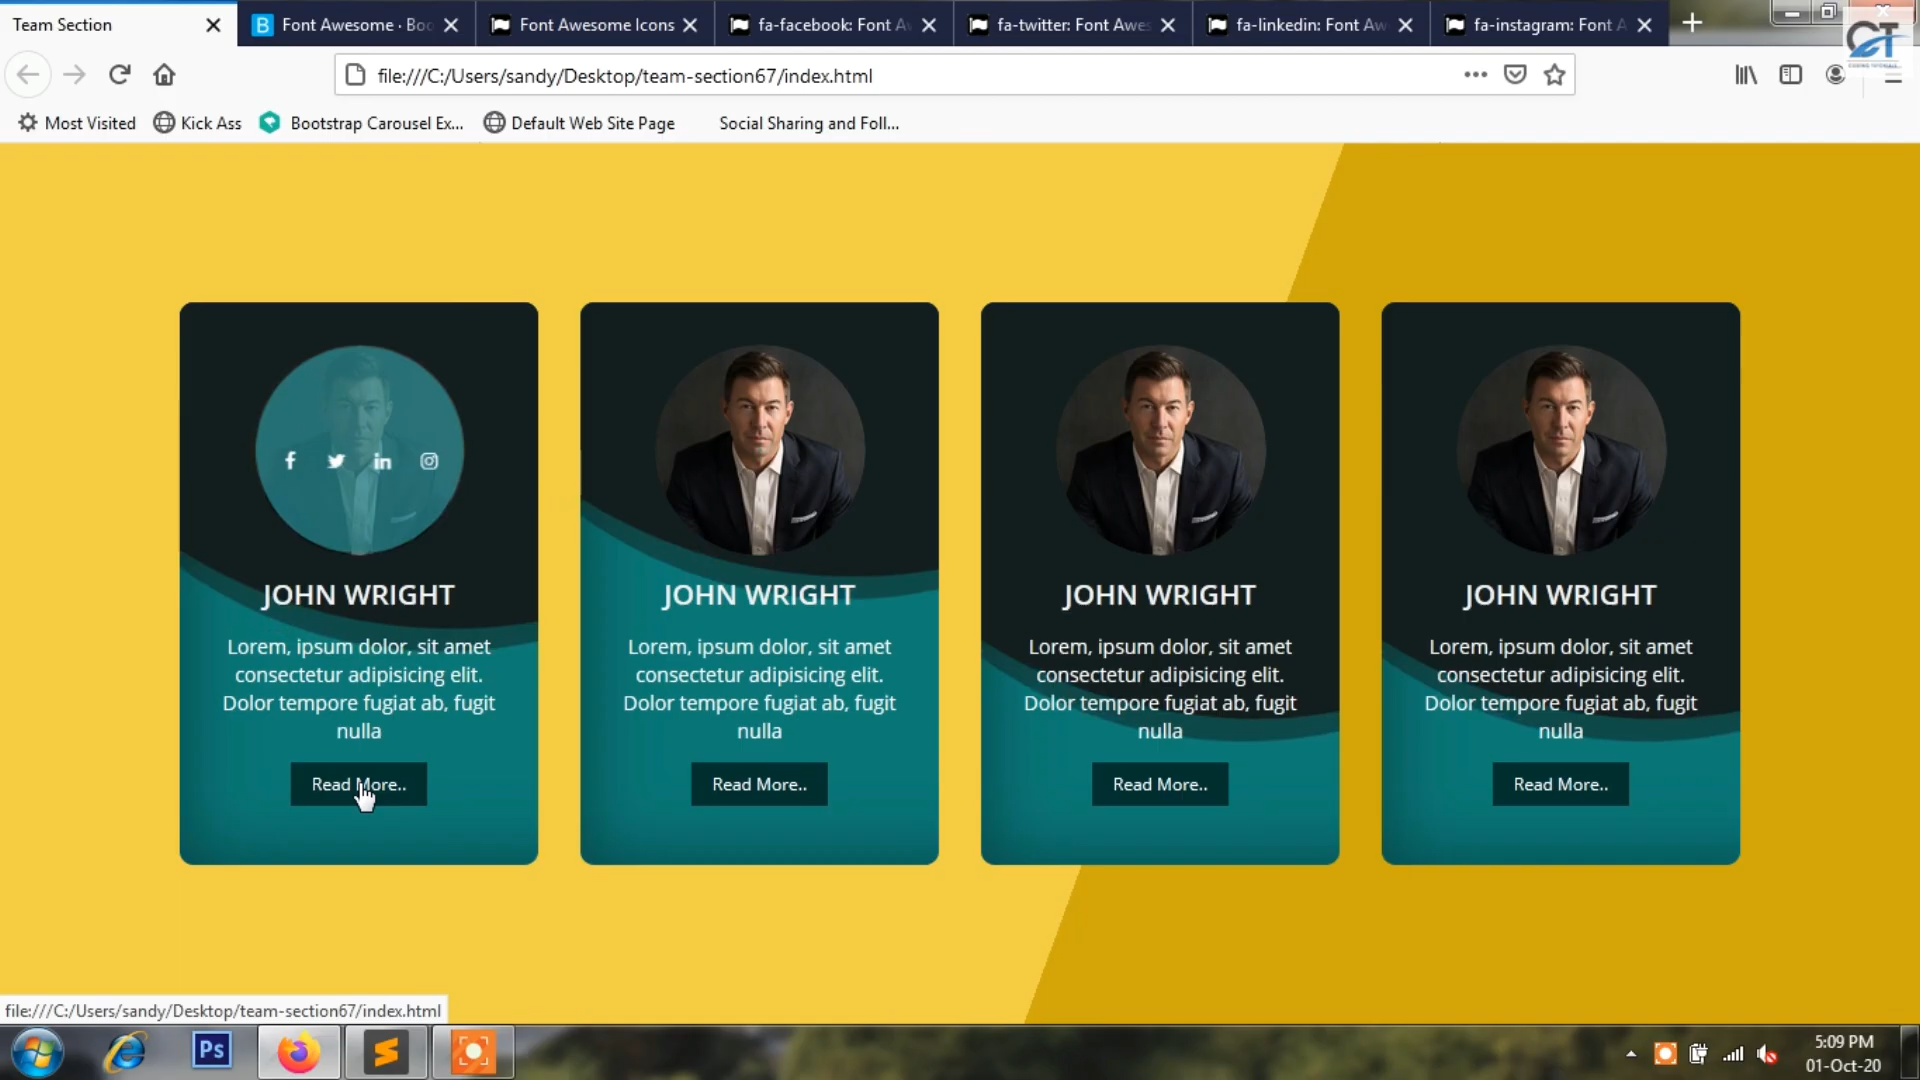 Team Section
Font Awesome · Boo
Font Awesome Icons
fa-facebook: Font A
fa-twitter: Font Awes
fa-linkedin: Font Aw
fa-instagram: Font A
file:///C:/Users/sandy/Desktop/team-section67/index.html
Most Visited
Kick Ass
Bootstrap Carousel Ex...
Default Web Site Page
Social Sharing and Foll...
JOHN WRIGHT
Lorem, ipsum dolor, sit amet
consectetur adipisicing elit.
Dolor tempore fugiat ab, fugit
nulla
Read More..
JOHN WRIGHT
Lorem, ipsum dolor, sit amet
consectetur adipisicing elit.
Dolor tempore fugiat ab, fugit
nulla
Read More..
JOHN WRIGHT
Lorem, ipsum dolor, sit amet
consectetur adipisicing elit.
Dolor tempore fugiat ab, fugit
nulla
Read More..
JOHN WRIGHT
Lorem, ipsum dolor, sit amet
consectetur adipisicing elit.
Dolor tempore fugiat ab, fugit
nulla
Read More..
file:///C:/Users/sandy/Desktop/team-section67/index.html
Ps
5:09 PM
01-Oct-20